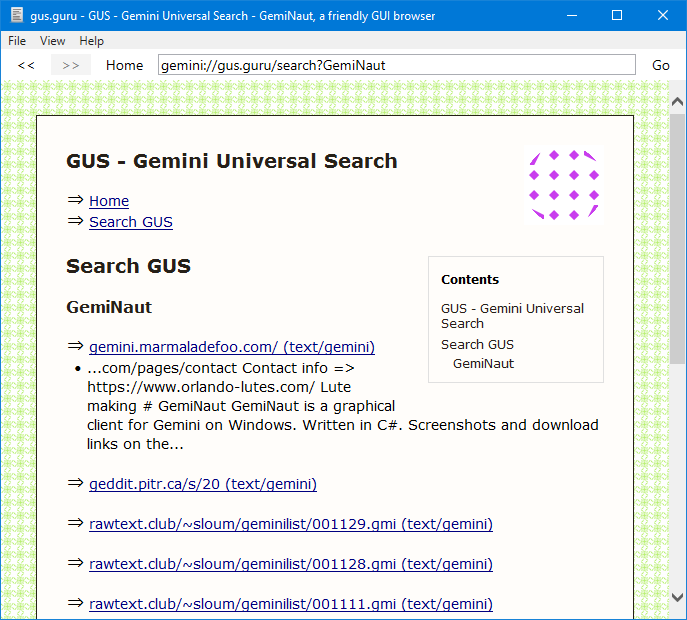 gus.guru - GUS - Gemini Universal Search - GemiNaut, a friendly GUI browser
File View Help
<< >> Home gemini://gus.guru/search?GemiNaut Go
GUS - Gemini Universal Search
⇒ Home
⇒ Search GUS
Search GUS
GemiNaut
Contents
GUS - Gemini Universal
Search
Search GUS
GemiNaut
⇒ gemini.marmaladefoo.com/ (text/gemini)
• ...com/pages/contact Contact info =>
https://www.orlando-lutes.com/ Lute
making # GemiNaut GemiNaut is a graphical
client for Gemini on Windows. Written in C#. Screenshots and download
links on the...
⇒ geddit.pitr.ca/s/20 (text/gemini)
⇒ rawtext.club/~sloum/geminilist/001129.gmi (text/gemini)
⇒ rawtext.club/~sloum/geminilist/001128.gmi (text/gemini)
⇒ rawtext.club/~sloum/geminilist/001111.gmi (text/gemini)